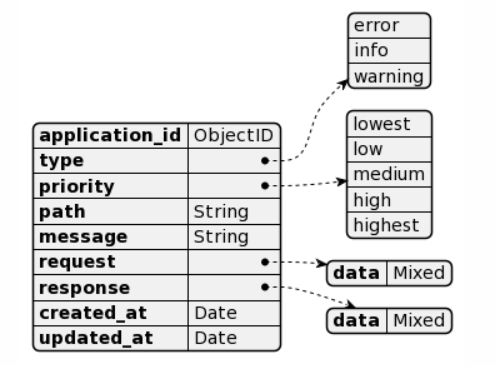 error
info
warning
application_id ObjectID
type
priority
path String
message String
request
response
created_at Date
updated_at Date
lowest
low
medium
high
highest
data Mixed
data Mixed